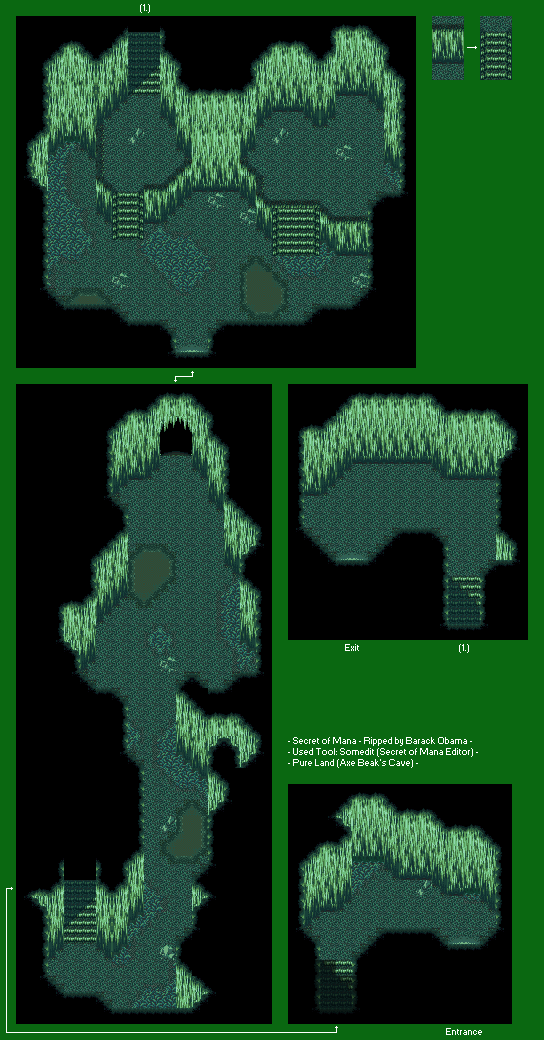 (1.)
Exit
(1.)
- Secret of Mana - Ripped by Barack Obama -
- Used Tool: Somedit (Secret of Mana Editor) -
- Pure Land (Axe Beak's Cave) -
Entrance